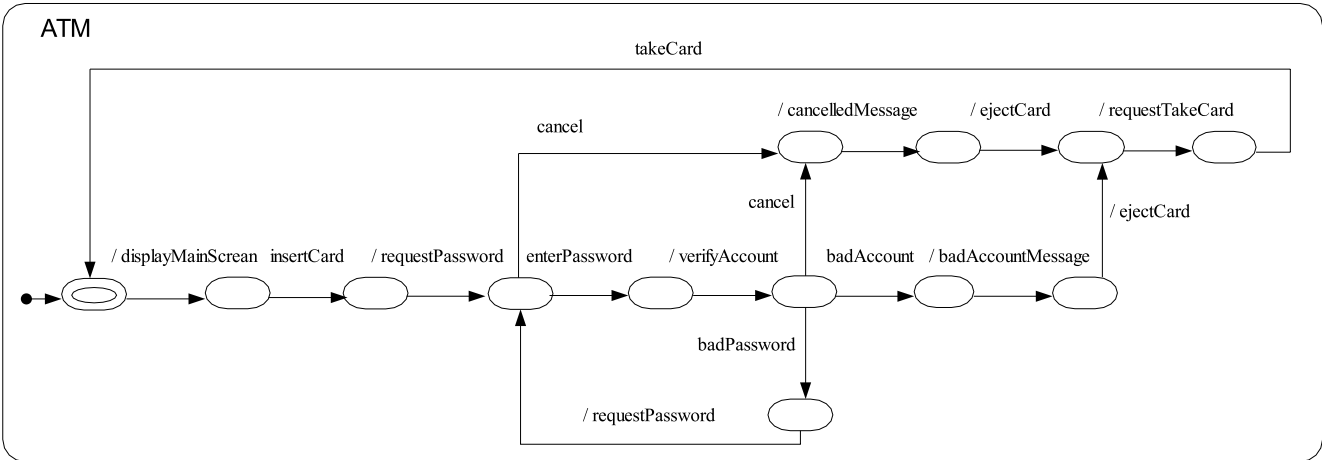 ATM
takeCard
/ cancelledMessage
/ ejectCard
/ requestTakeCard
cancel
cancel
/ ejectCard
/ displayMainScrean
insertCard
/ requestPassword
enterPassword
/ verifyAccount
badAccount
/ badAccountMessage
badPassword
/ requestPassword